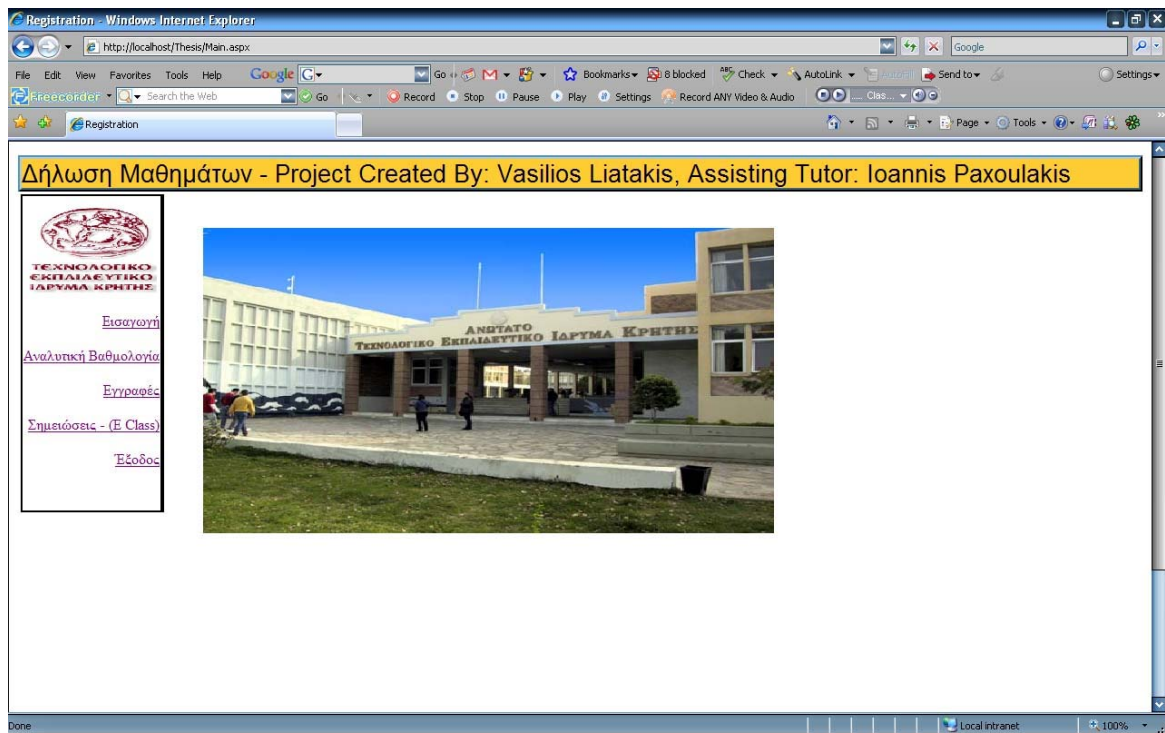 Registration - Windows Internet Explorer
http://localhost/Thesis/Main.aspx
Google
File Edit View Favorites Tools Help Google G Go Bookmarks 8 blocked Check AutoLink AutoFill Send to Settings
Freecorder Search the Web Go Record Stop Pause Play Settings Record ANY Video & Audio .... Clas...
Registration Page Tools
Δήλωση Μαθημάτων - Project Created By: Vasilios Liatakis, Assisting Tutor: Ioannis Paxoulakis
ΤΕΧΝΟΛΟΓΙΚΟ
ΕΚΠΑΙΔΕΥΤΙΚΟ
ΙΔΡΥΜΑ ΚΡΗΤΗΣ
Εισαγωγή
Αναλυτική Βαθμολογία
Εγγραφές
Σημειώσεις - (E Class)
Έξοδος
ΑΝΩΤΑΤΟ
ΤΕΧΝΟΛΟΓΙΚΟ ΕΚΠΑΙΔΕΥΤΙΚΟ ΙΔΡΥΜΑ ΚΡΗΤΗΣ
Done Local intranet 100%